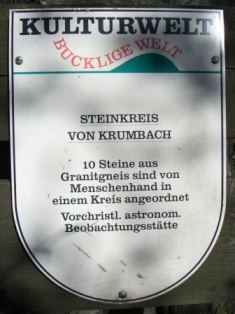 KULTURWELT
BUCKLIGE WELT
STEINKREIS
VON KRUMBACH
10 Steine aus
Granitgneis sind von
Menschenhand in
einem Kreis angeordnet
Vorchristl. astronom.
Beobachtungsstätte